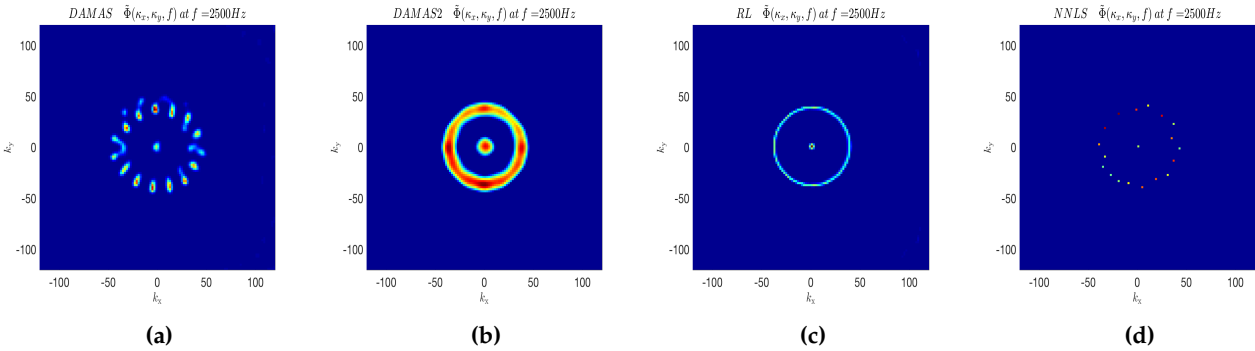 DAMAS Φ̃(κx, κy, f) at f =2500Hz
100
50
0
-50
-100
ky
-100 -50 0 50 100
kx
(a)
DAMAS2 Φ̃(κx, κy, f) at f =2500Hz
100
50
0
-50
-100
ky
-100 -50 0 50 100
kx
(b)
RL Φ̃(κx, κy, f) at f =2500Hz
100
50
0
-50
-100
ky
-100 -50 0 50 100
kx
(c)
NNLS Φ̃(κx, κy, f) at f =2500Hz
100
50
0
-50
-100
ky
-100 -50 0 50 100
kx
(d)